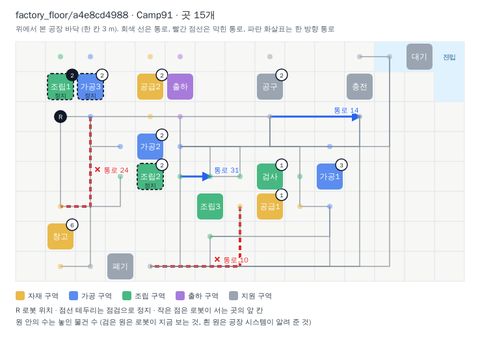 factory_floor/a4e8cd4988 · Camp91 · 곳 15개
위에서 본 공장 바닥 (한 칸 3 m). 회색 선은 통로, 빨간 점선은 막힌 통로, 파란 화살표는 한 방향 통로
대기 진입
조립1 2 정지 가공3 2 정지 공급2 2 출하 공구 2 충전
통로 14
R
가공2 2
✕ 통로 24
조립2 2 정지 통로 31 검사 1 가공1 3
조립3 공급1 1
창고 6
✕ 통로 10
폐기
자재 구역 가공 구역 조립 구역 출하 구역 지원 구역
R 로봇 위치 · 점선 테두리는 점검으로 정지 · 작은 점은 로봇이 서는 곳의 앞 칸
원 안의 수는 놓인 물건 수 (검은 원은 로봇이 지금 보는 것, 흰 원은 공장 시스템이 알려 준 것)